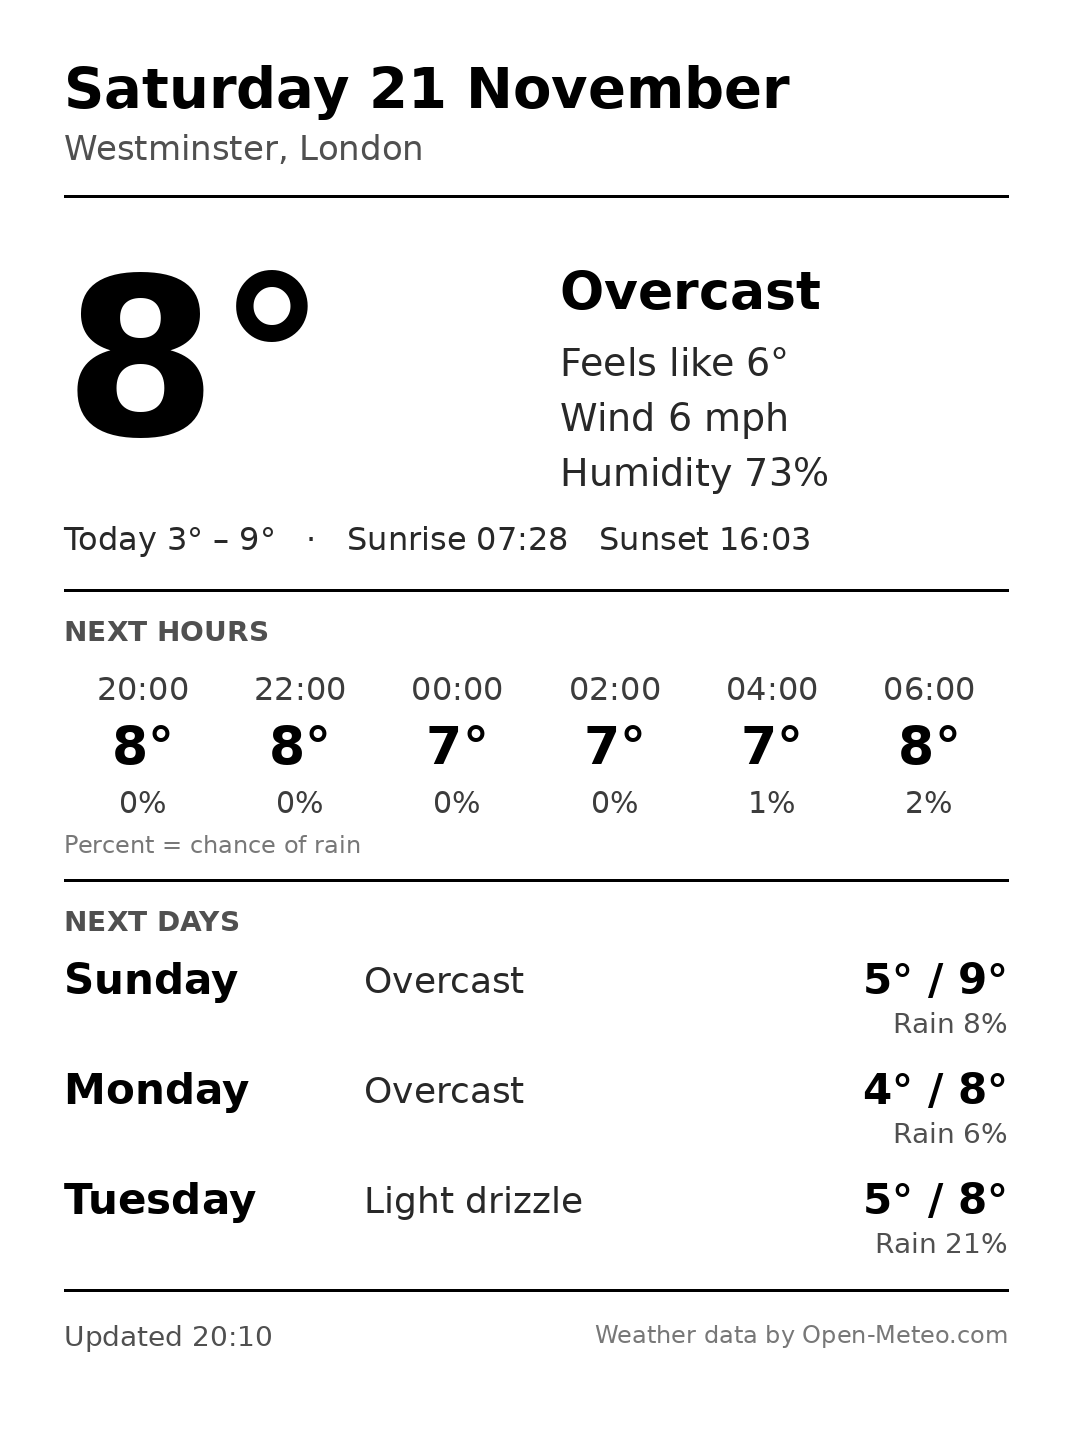 Saturday 21 November
Westminster, London
8°
Overcast
Feels like 6°
Wind 6 mph
Humidity 73%
Today 3° – 9° · Sunrise 07:28 Sunset 16:03
NEXT HOURS
20:00 22:00 00:00 02:00 04:00 06:00
8° 8° 7° 7° 7° 8°
0% 0% 0% 0% 1% 2%
Percent = chance of rain
NEXT DAYS
Sunday Overcast 5° / 9°
Rain 8%
Monday Overcast 4° / 8°
Rain 6%
Tuesday Light drizzle 5° / 8°
Rain 21%
Updated 20:10 Weather data by Open-Meteo.com